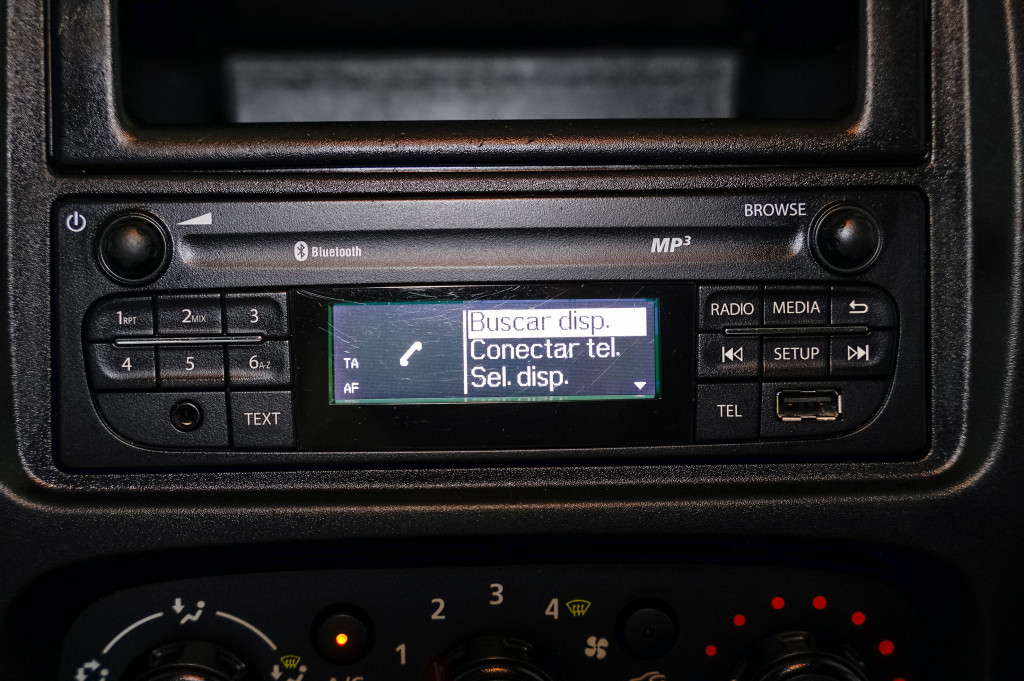 BROWSE
Bluetooth
MP3
1RPT
2MIX
3
RADIO
MEDIA
Buscar disp.
Conectar tel.
Sel. disp.
TA
AF
4
5
6A-Z
SETUP
TEXT
TEL
1
2
3
4
A/C